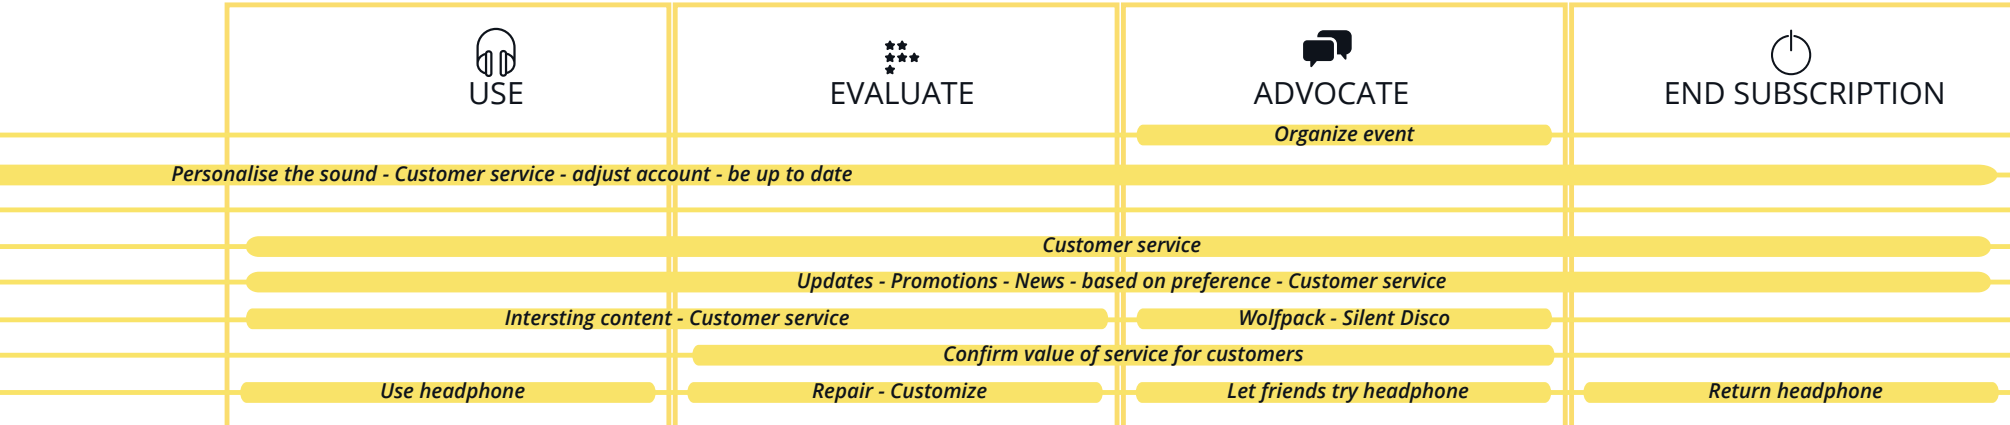 USE
EVALUATE
ADVOCATE
END SUBSCRIPTION
Organize event
Personalise the sound - Customer service - adjust account - be up to date
Customer service
Updates - Promotions - News - based on preference - Customer service
Intersting content - Customer service
Wolfpack - Silent Disco
Confirm value of service for customers
Use headphone
Repair - Customize
Let friends try headphone
Return headphone